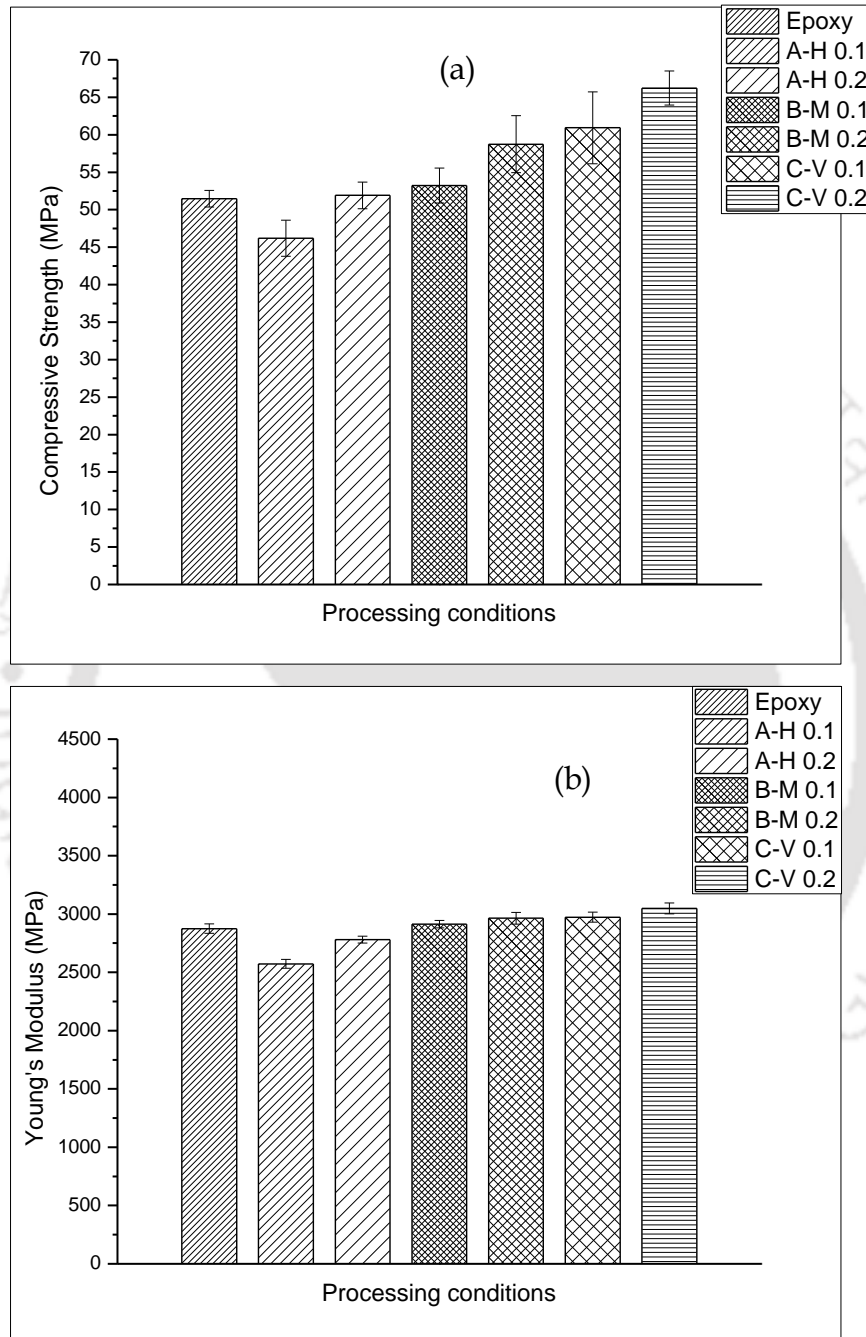 (a)
Epoxy
A-H 0.1
A-H 0.2
B-M 0.1
B-M 0.2
C-V 0.1
C-V 0.2
70
65
60
55
50
45
40
35
30
25
20
15
10
5
0
Compressive Strength (MPa)
Processing conditions
(b)
Epoxy
A-H 0.1
A-H 0.2
B-M 0.1
B-M 0.2
C-V 0.1
C-V 0.2
4500
4000
3500
3000
2500
2000
1500
1000
500
0
Young's Modulus (MPa)
Processing conditions